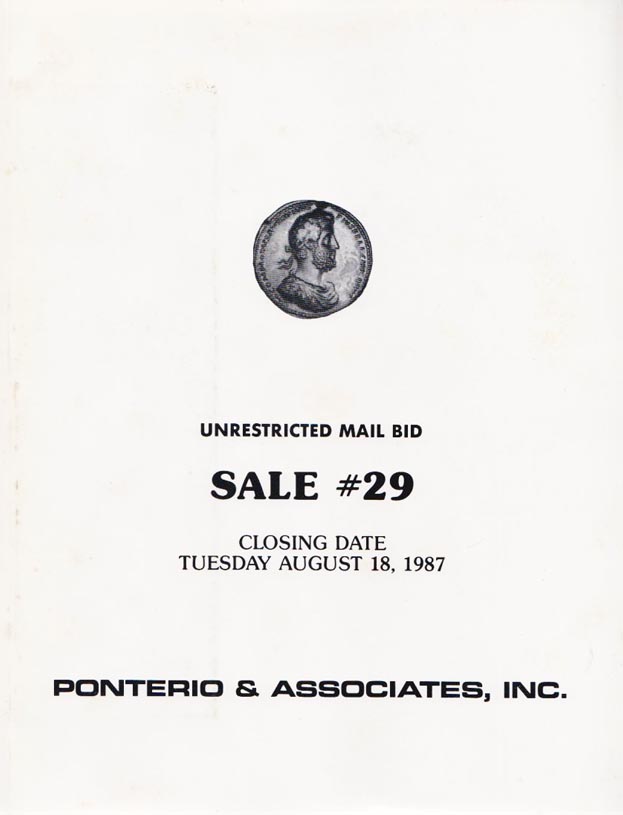 UNRESTRICTED MAIL BID
SALE #29
CLOSING DATE
TUESDAY AUGUST 18, 1987
PONTERIO & ASSOCIATES, INC.